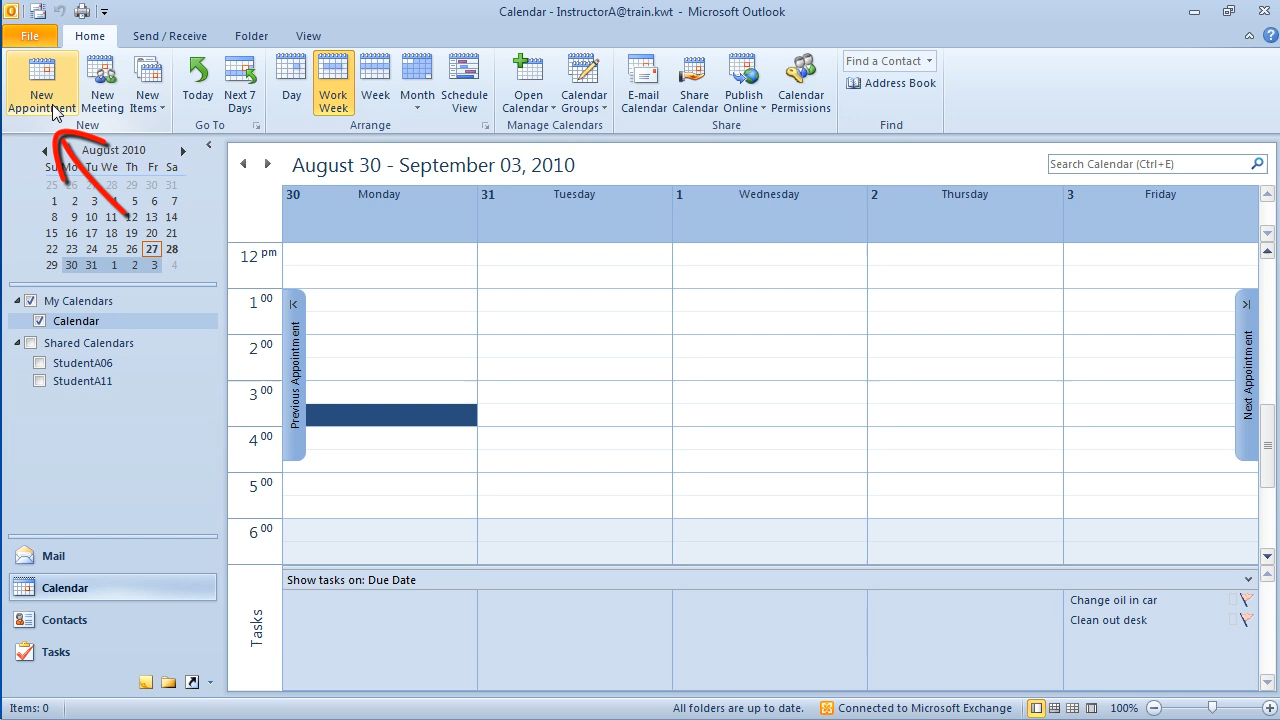 Calendar - InstructorA@train.kwt - Microsoft Outlook
File Home Send / Receive Folder View
New Appointment
New Meeting
New Items
New
Today
Next 7 Days
Go To
Day
Work Week
Week
Month
Schedule View
Arrange
Open Calendar
Calendar Groups
Manage Calendars
E-mail Calendar
Share Calendar
Publish Online
Calendar Permissions
Share
Find a Contact
Address Book
Find
August 2010
Su Mo Tu We Th Fr Sa
25 26 27 28 29 30 31
1 2 3 4 5 6 7
8 9 10 11 12 13 14
15 16 17 18 19 20 21
22 23 24 25 26 27 28
29 30 31 1 2 3 4
My Calendars
Calendar
Shared Calendars
StudentA06
StudentA11
Mail
Calendar
Contacts
Tasks
August 30 - September 03, 2010
Search Calendar (Ctrl+E)
30 Monday 31 Tuesday 1 Wednesday 2 Thursday 3 Friday
12 pm
1 00
2 00
3 00
4 00
5 00
6 00
Previous Appointment
Next Appointment
Show tasks on: Due Date
Tasks
Change oil in car
Clean out desk
Items: 0 All folders are up to date. Connected to Microsoft Exchange 100%